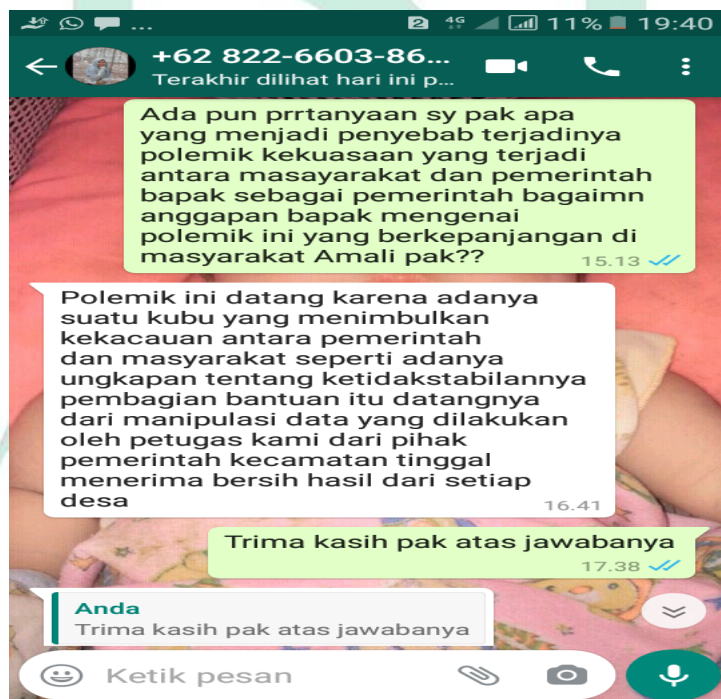 ... 2 4G 11% 19:40
+62 822-6603-86...
Terakhir dilihat hari ini p...
Ada pun prrtanyaan sy pak apa
yang menjadi penyebab terjadinya
polemik kekuasaan yang terjadi
antara masayarakat dan pemerintah
bapak sebagai pemerintah bagaimn
anggapan bapak mengenai
polemik ini yang berkepanjangan di
masyarakat Amali pak??
15.13
Polemik ini datang karena adanya
suatu kubu yang menimbulkan
kekacauan antara pemerintah
dan masyarakat seperti adanya
ungkapan tentang ketidakstabilannya
pembagian bantuan itu datangnya
dari manipulasi data yang dilakukan
oleh petugas kami dari pihak
pemerintah kecamatan tinggal
menerima bersih hasil dari setiap
desa
16.41
Trima kasih pak atas jawabanya
17.38
Anda
Trima kasih pak atas jawabanya
Ketik pesan